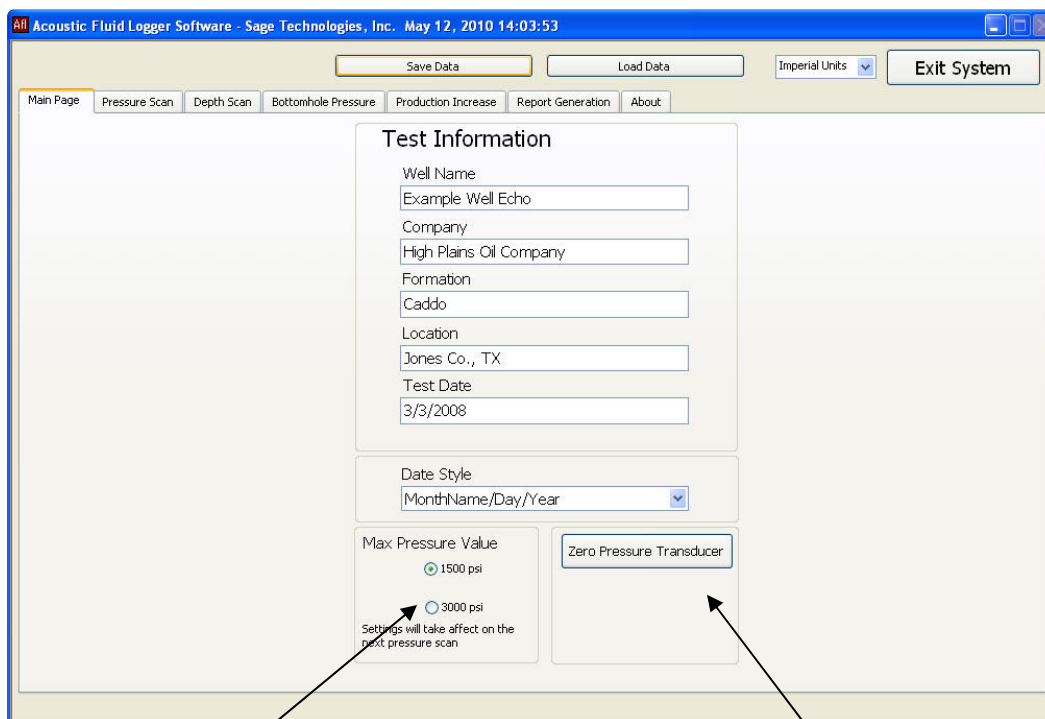 Afl Acoustic Fluid Logger Software - Sage Technologies, Inc. May 12, 2010 14:03:53
Save Data Load Data Imperial Units Exit System
Main Page Pressure Scan Depth Scan Bottomhole Pressure Production Increase Report Generation About
Test Information
Well Name
Example Well Echo
Company
High Plains Oil Company
Formation
Caddo
Location
Jones Co., TX
Test Date
3/3/2008
Date Style
MonthName/Day/Year
Max Pressure Value
1500 psi
3000 psi
Settings will take affect on the
next pressure scan
Zero Pressure Transducer